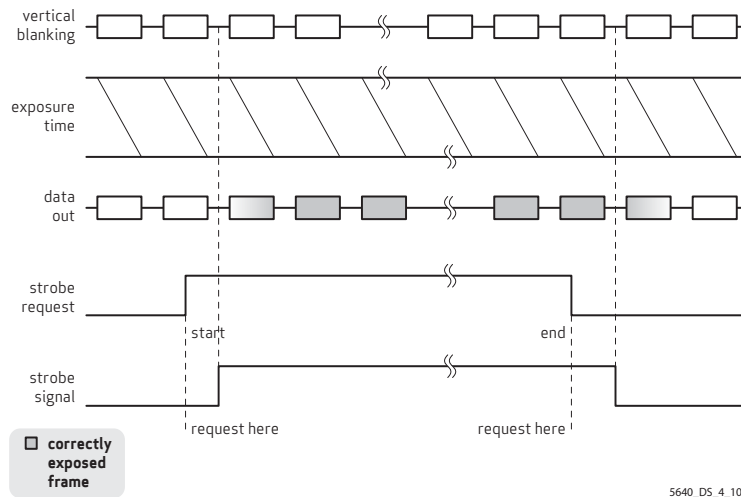 vertical
blanking
exposure
time
data
out
strobe
request
start
end
strobe
signal
request here
request here
correctly
exposed
frame
5640_DS_4_10